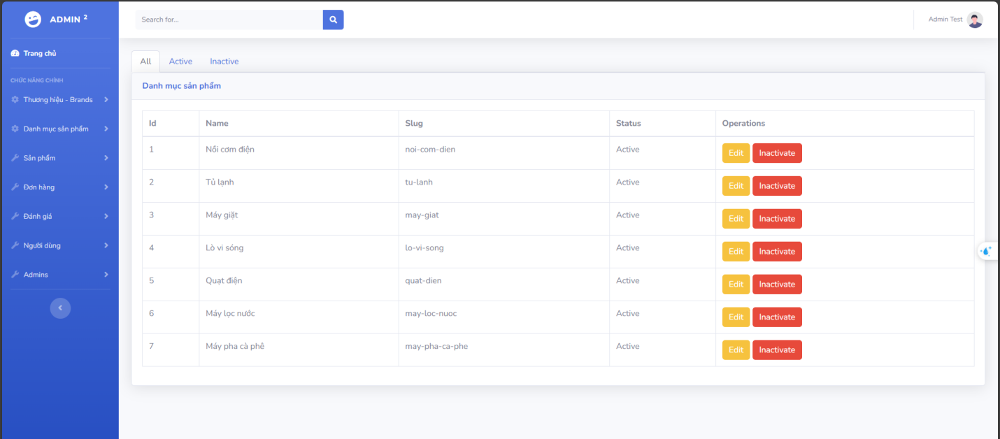 ADMIN 2
Search for...
Admin Test
Trang chủ
CHỨC NĂNG CHÍNH
Thương hiệu - Brands
Danh mục sản phẩm
Sản phẩm
Đơn hàng
Đánh giá
Người dùng
Admins
All Active Inactive
Danh mục sản phẩm
Id Name Slug Status Operations
1 Nồi cơm điện noi-com-dien Active Edit Inactivate
2 Tủ lạnh tu-lanh Active Edit Inactivate
3 Máy giặt may-giat Active Edit Inactivate
4 Lò vi sóng lo-vi-song Active Edit Inactivate
5 Quạt điện quat-dien Active Edit Inactivate
6 Máy lọc nước may-loc-nuoc Active Edit Inactivate
7 Máy pha cà phê may-pha-ca-phe Active Edit Inactivate